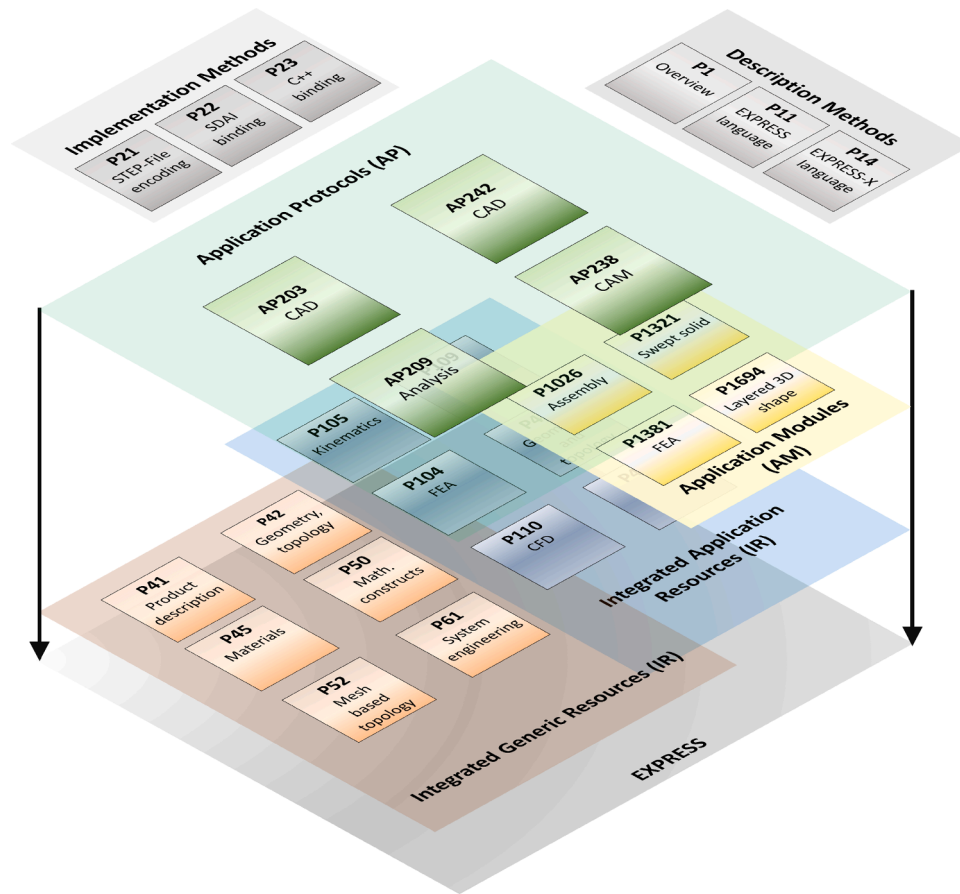 Implementation Methods
P21
STEP-File
encoding
P22
SDAI
binding
P23
C++
binding
Description Methods
P1
Overview
P11
EXPRESS
language
P14
EXPRESS-X
language
Application Protocols (AP)
AP242
CAD
AP203
CAD
AP238
CAM
AP209
Analysis
P1321
Swept solid
P1026
Assembly
P1694
Layered 3D
shape
P1381
FEA
Application Modules
(AM)
P105
Kinematics
P104
FEA
P110
CFD
Integrated Application
Resources (IR)
P42
Geometry,
topology
P41
Product
description
P50
Math.
constructs
P45
Materials
P61
System
engineering
P52
Mesh
based
topology
Integrated Generic Resources (IR)
EXPRESS